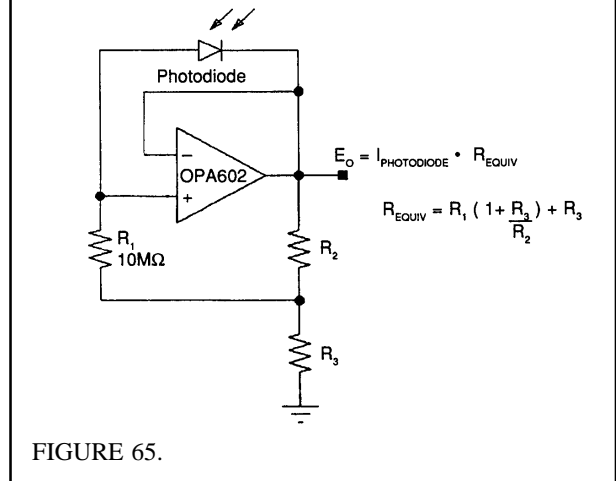 Photodiode
−
OPA602
+
E_O = I_PHOTODIODE • R_EQUIV
R_EQUIV = R_1 ( 1+ R_3 / R_2 ) + R_3
R_1
10MΩ
R_2
R_3
FIGURE 65.